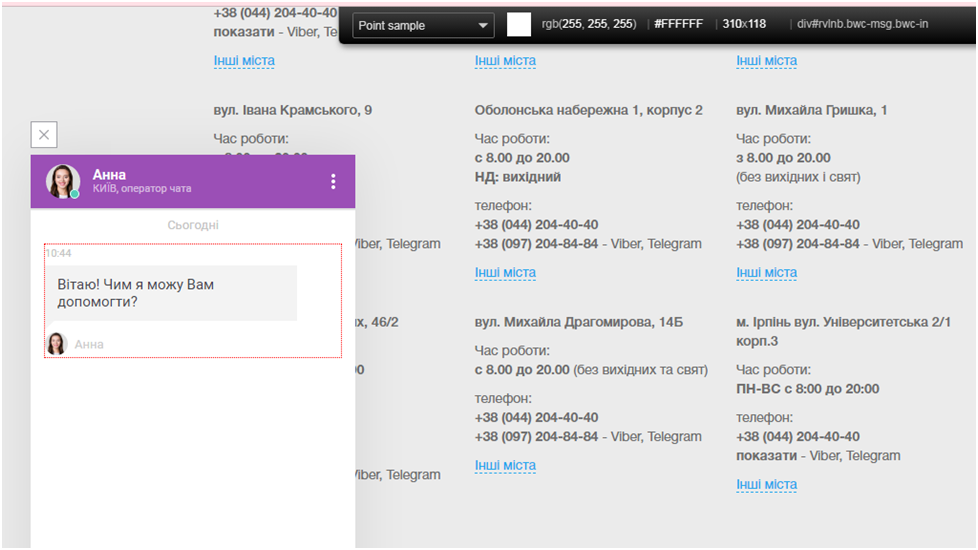 +38 (044) 204-40-40
показати - Viber, Te
Інші міста
Point sample
rgb(255, 255, 255) | #FFFFFF | 310x118 | div#rvlnb.bwc-msg.bwc-in
Інші міста
Інші міста
вул. Івана Крамського, 9
Час роботи:
Оболонська набережна 1, корпус 2
Час роботи:
с 8.00 до 20.00
НД: вихідний
телефон:
+38 (044) 204-40-40
+38 (097) 204-84-84 - Viber, Telegram
Інші міста
вул. Михайла Гришка, 1
Час роботи:
з 8.00 до 20.00
(без вихідних і свят)
телефон:
+38 (044) 204-40-40
+38 (097) 204-84-84 - Viber, Telegram
Інші міста
Анна
КИЇВ, оператор чата
Сьогодні
10:44
Вітаю! Чим я можу Вам
допомогти?
Анна
Viber, Telegram
х, 46/2
00
Viber, Telegram
вул. Михайла Драгомирова, 14Б
Час роботи:
с 8.00 до 20.00 (без вихідних та свят)
телефон:
+38 (044) 204-40-40
+38 (097) 204-84-84 - Viber, Telegram
Інші міста
м. Ірпінь вул. Університетська 2/1
корп.3
Час роботи:
ПН-ВС с 8:00 до 20:00
телефон:
+38 (044) 204-40-40
показати - Viber, Telegram
Інші міста